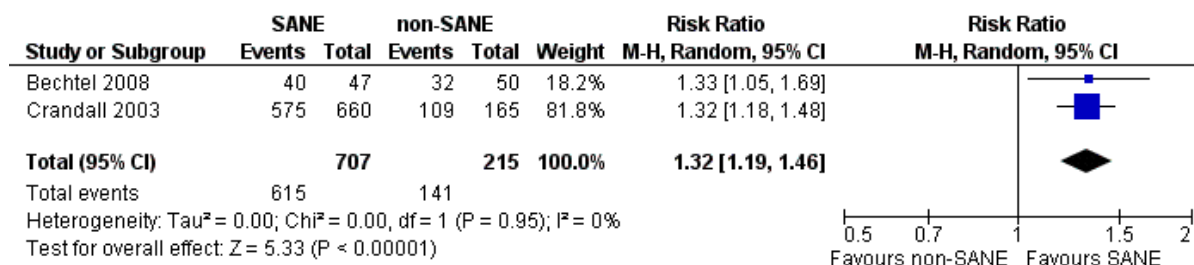 SANE non-SANE Risk Ratio Risk Ratio
Study or Subgroup Events Total Events Total Weight M-H, Random, 95% CI M-H, Random, 95% CI
Bechtel 2008 40 47 32 50 18.2% 1.33 [1.05, 1.69]
Crandall 2003 575 660 109 165 81.8% 1.32 [1.18, 1.48]
Total (95% CI) 707 215 100.0% 1.32 [1.19, 1.46]
Total events 615 141
Heterogeneity: Tau² = 0.00; Chi² = 0.00, df = 1 (P = 0.95); I² = 0%
Test for overall effect: Z = 5.33 (P < 0.00001)
0.5 0.7 1 1.5 2
Favours non-SANE Favours SANE